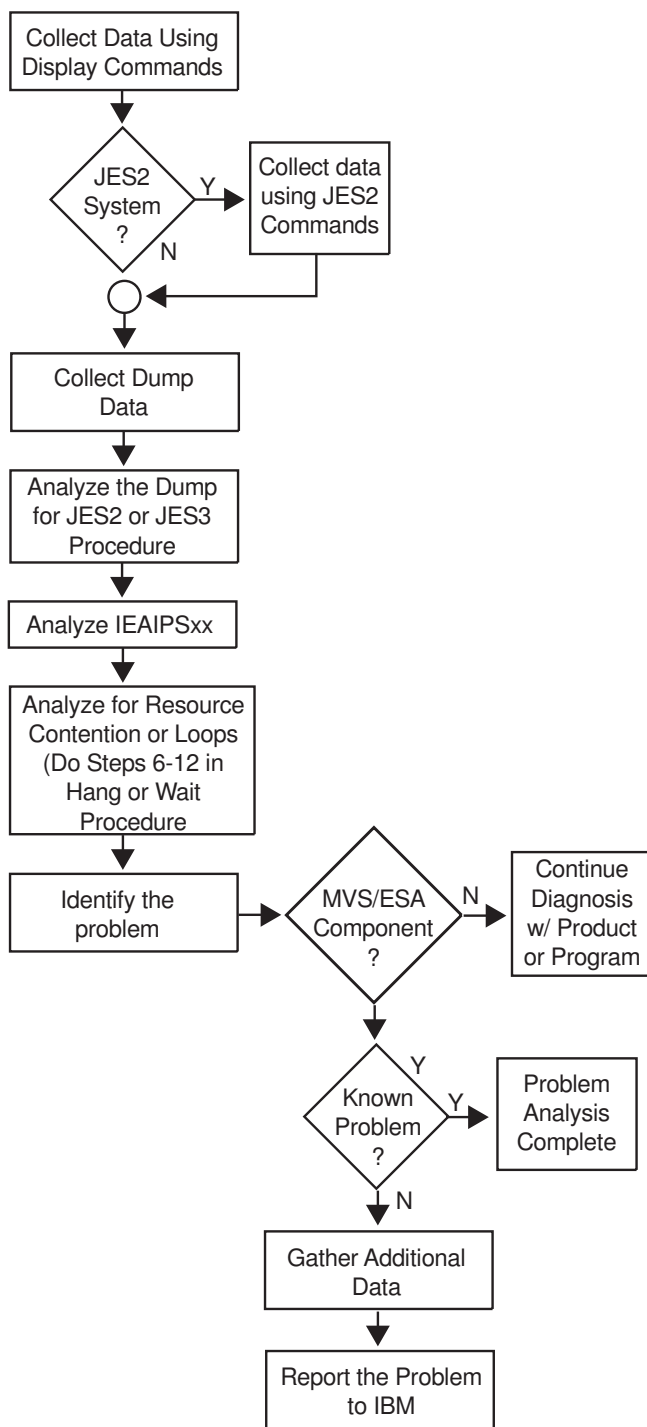 Collect Data Using
Display Commands
JES2
System
?
Y
N
Collect data
using JES2
Commands
Collect Dump
Data
Analyze the Dump
for JES2 or JES3
Procedure
Analyze IEAIPSxx
Analyze for Resource
Contention or Loops
(Do Steps 6-12 in
Hang or Wait
Procedure
Identify the
problem
MVS/ESA
Component
?
N
Continue
Diagnosis
w/ Product
or Program
Y
Known
Problem
?
Y
Problem
Analysis
Complete
N
Gather Additional
Data
Report the Problem
to IBM